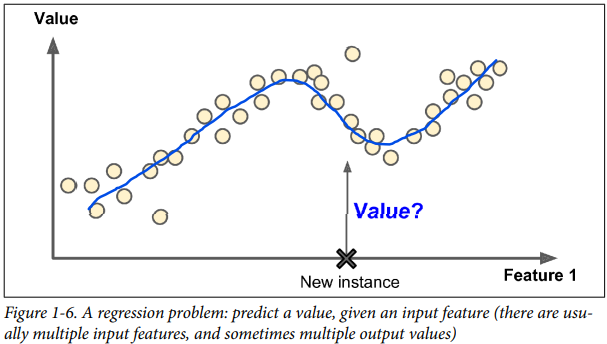 Value
Value?
New instance
Feature 1
Figure 1-6. A regression problem: predict a value, given an input feature (there are usu-
ally multiple input features, and sometimes multiple output values)